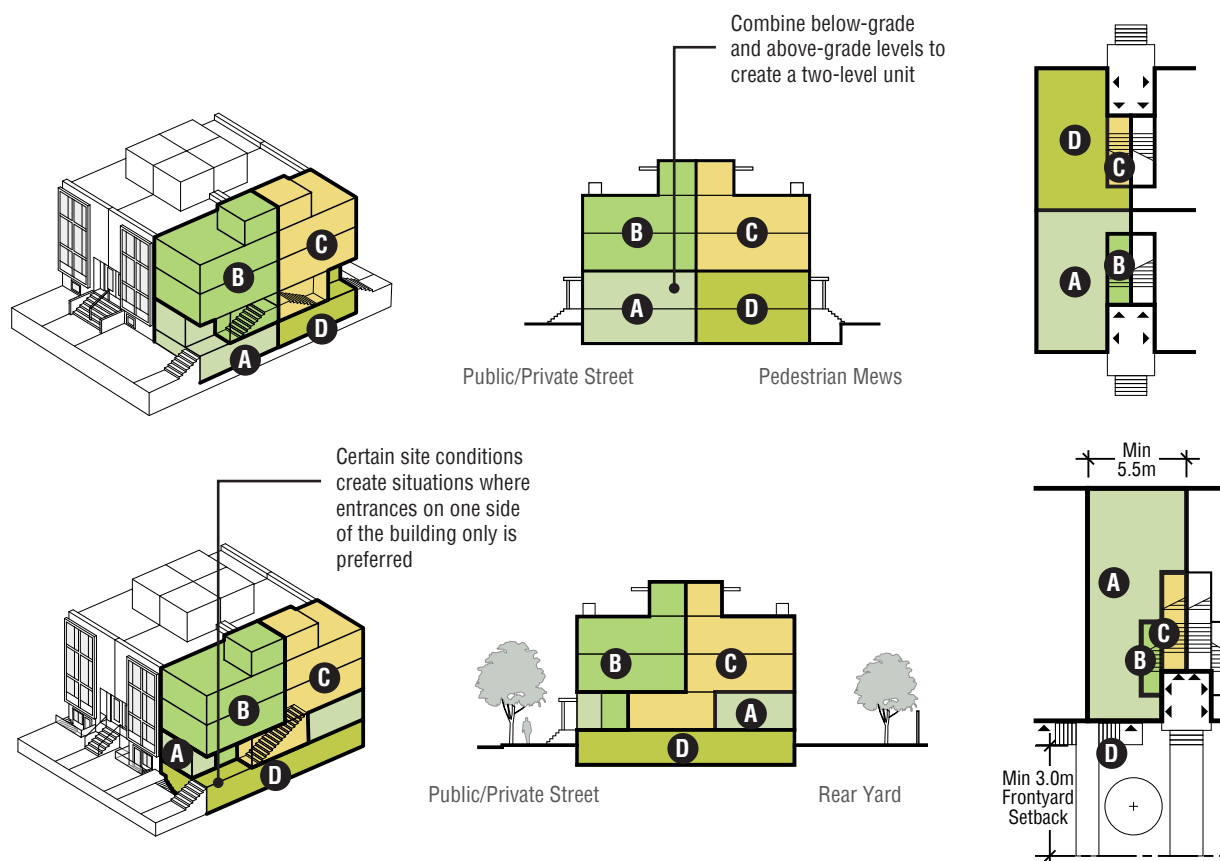 Combine below-grade
and above-grade levels to
create a two-level unit
B
C
A
D
B
C
A
D
Public/Private Street
Pedestrian Mews
D
C
B
A
Certain site conditions
create situations where
entrances on one side
of the building only is
preferred
B
C
A
D
B
C
A
D
Public/Private Street
Rear Yard
Min
5.5m
A
C
B
D
Min 3.0m
Frontyard
Setback